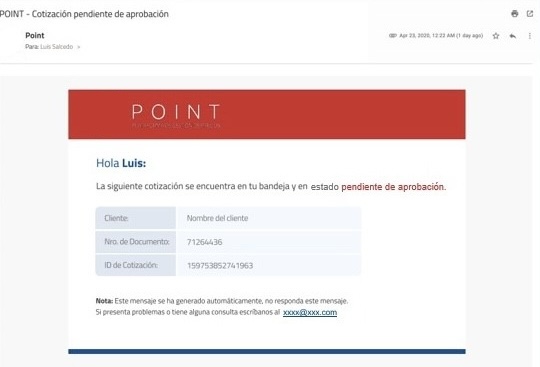 POINT - Cotización pendiente de aprobación
Point
Apr 23, 2020, 12:22 AM (1 day ago)
Para: Luis Salcedo
POINT
Hola Luis:
La siguiente cotización se encuentra en tu bandeja y en estado pendiente de aprobación.
Cliente: Nombre del cliente
Nro. de Documento: 71264436
ID de Cotización: 159753852741963
Nota: Este mensaje se ha generado automáticamente, no responda este mensaje.
Si presenta problemas o tiene alguna consulta escríbanos al xxxx@xxx.com